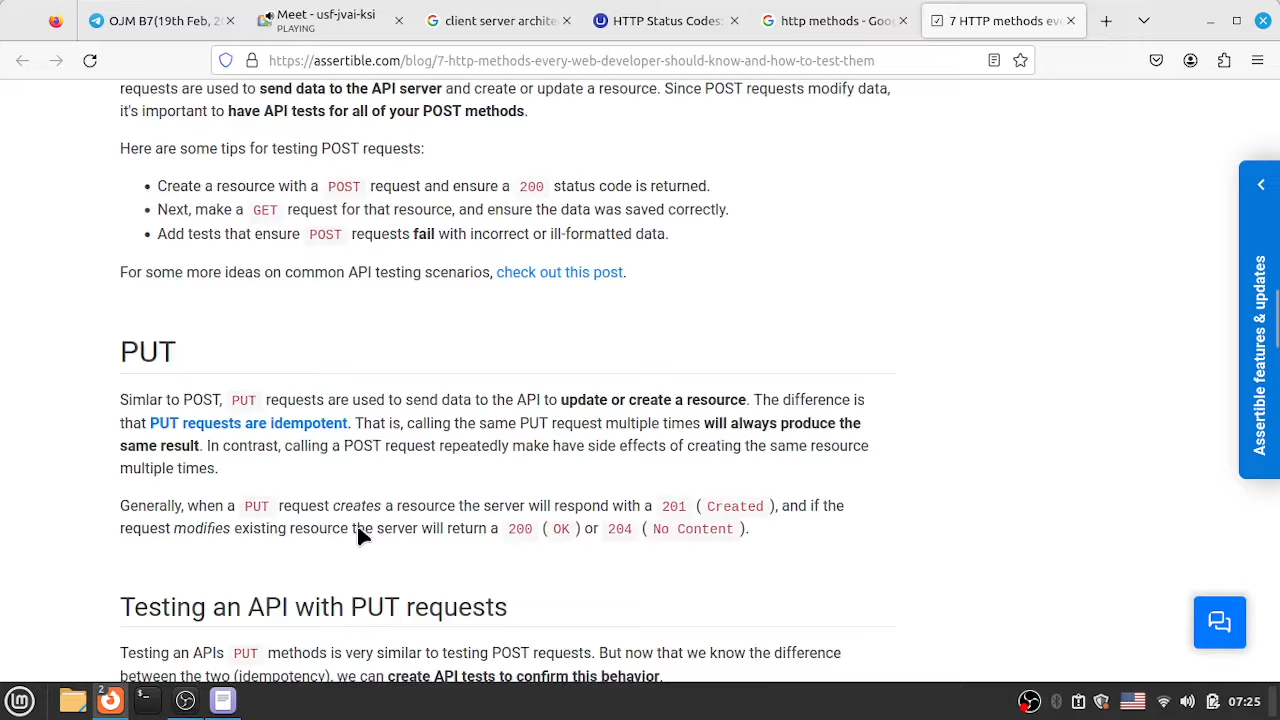 OJM B7(19th Feb, 20
Meet - usf-jvai-ksi
PLAYING
client server archite
HTTP Status Codes:
http methods - Goo
7 HTTP methods eve
https://assertible.com/blog/7-http-methods-every-web-developer-should-know-and-how-to-test-them
requests are used to send data to the API server and create or update a resource. Since POST requests modify data,
it's important to have API tests for all of your POST methods.
Here are some tips for testing POST requests:
• Create a resource with a POST request and ensure a 200 status code is returned.
• Next, make a GET request for that resource, and ensure the data was saved correctly.
• Add tests that ensure POST requests fail with incorrect or ill-formatted data.
For some more ideas on common API testing scenarios, check out this post.
PUT
Simlar to POST, PUT requests are used to send data to the API to update or create a resource. The difference is
that PUT requests are idempotent. That is, calling the same PUT request multiple times will always produce the
same result. In contrast, calling a POST request repeatedly make have side effects of creating the same resource
multiple times.
Generally, when a PUT request creates a resource the server will respond with a 201 ( Created ), and if the
request modifies existing resource the server will return a 200 ( OK ) or 204 ( No Content ).
Testing an API with PUT requests
Testing an APIs PUT methods is very similar to testing POST requests. But now that we know the difference
between the two (idempotency), we can create API tests to confirm this behavior.
Assertible features & updates
2
07:25